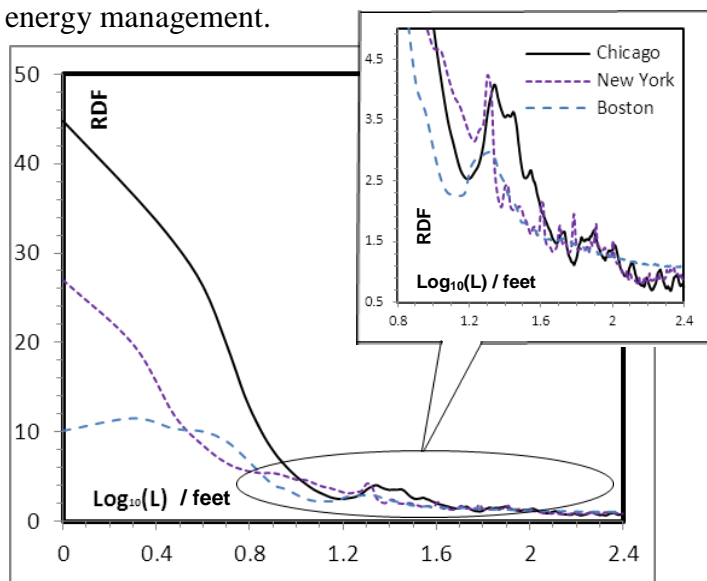 energy management.
5.5
4.5
3.5
2.5
1.5
0.5
RDF
Chicago
New York
Boston
Log₁₀(L) / feet
0.8 1.2 1.6 2 2.4
50
40
30
20
10
0
RDF
Log₁₀(L) / feet
0 0.4 0.8 1.2 1.6 2 2.4